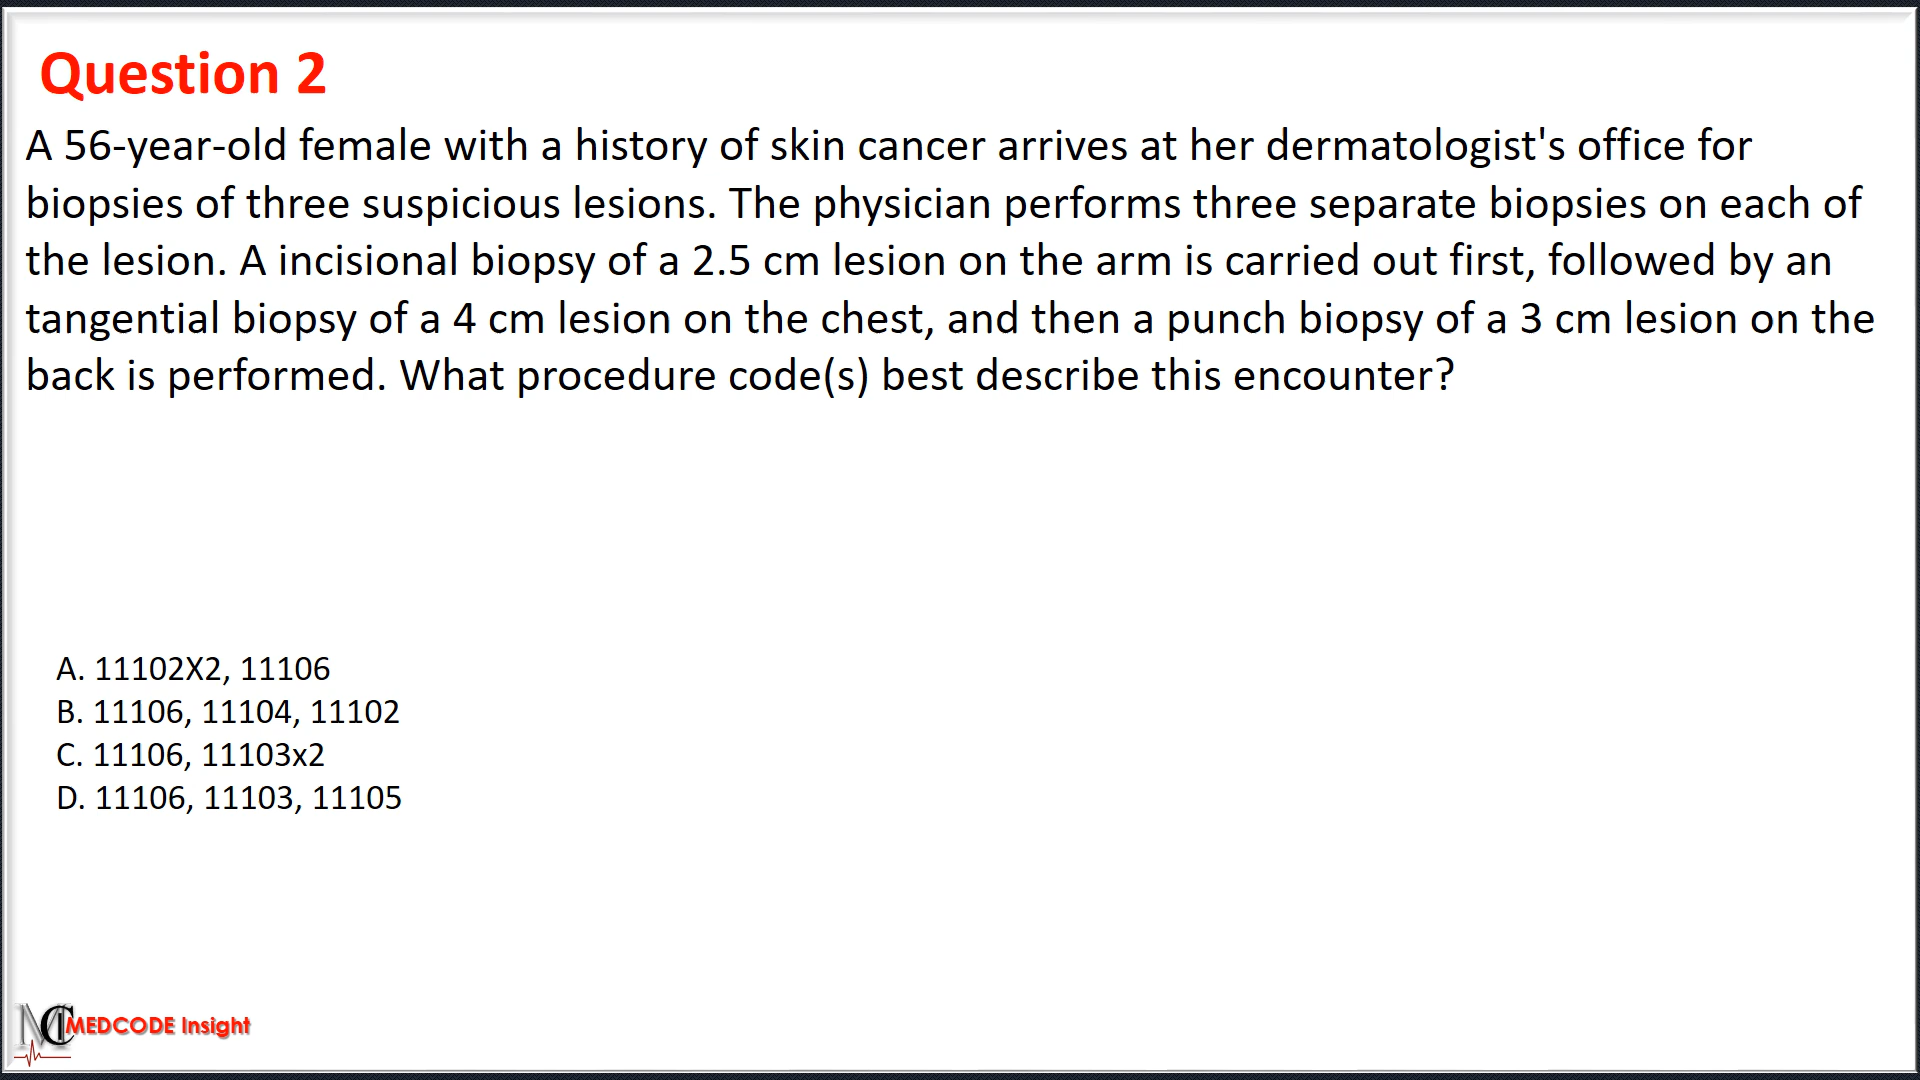 Question 2
A 56-year-old female with a history of skin cancer arrives at her dermatologist's office for
biopsies of three suspicious lesions. The physician performs three separate biopsies on each of
the lesion. A incisional biopsy of a 2.5 cm lesion on the arm is carried out first, followed by an
tangential biopsy of a 4 cm lesion on the chest, and then a punch biopsy of a 3 cm lesion on the
back is performed. What procedure code(s) best describe this encounter?
A. 11102X2, 11106
B. 11106, 11104, 11102
C. 11106, 11103x2
D. 11106, 11103, 11105
MC MEDCODE Insight